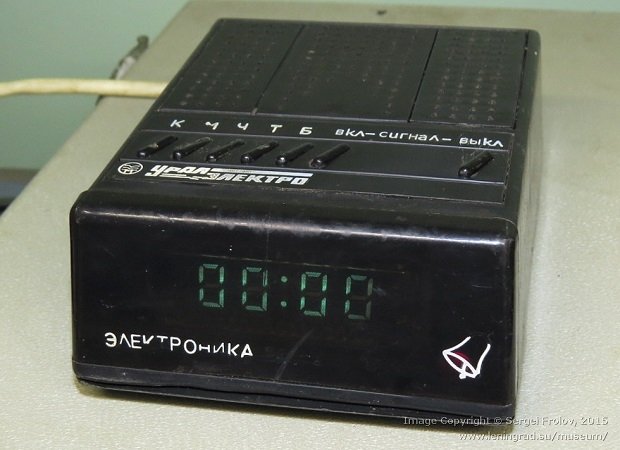 К М Ч Т Б ВКЛ–СИГНАЛ–ВЫКЛ
УРАЛ
ЭЛЕКТРО
00:00
ЭЛЕКТРОНИКА
Image Copyright © Sergei Frolov, 2015
www.leningrad.su/museum/